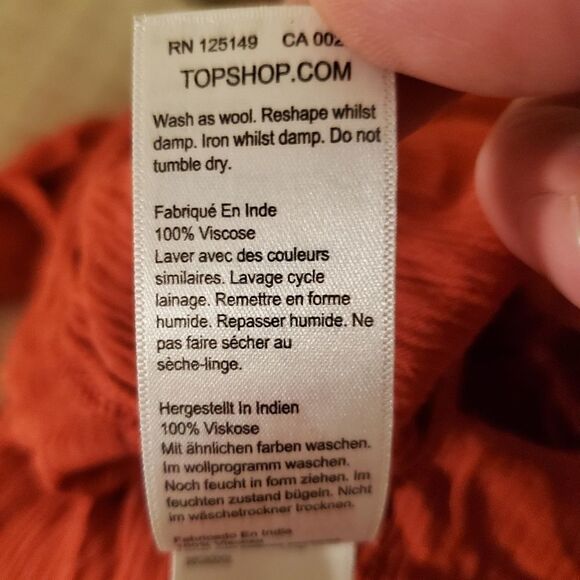 RN 125149 CA 002
TOPSHOP.COM
Wash as wool. Reshape whilst
damp. Iron whilst damp. Do not
tumble dry.
Fabriqué En Inde
100% Viscose
Laver avec des couleurs
similaires. Lavage cycle
lainage. Remettre en forme
humide. Repasser humide. Ne
pas faire sécher au
sèche-linge.
Hergestellt In Indien
100% Viskose
Mit ähnlichen farben waschen.
Im wollprogramm waschen.
Noch feucht in form ziehen. Im
feuchten zustand bügeln. Nicht
im wäschetrockner trocknen.
Fabricado En India
100% Viscosa